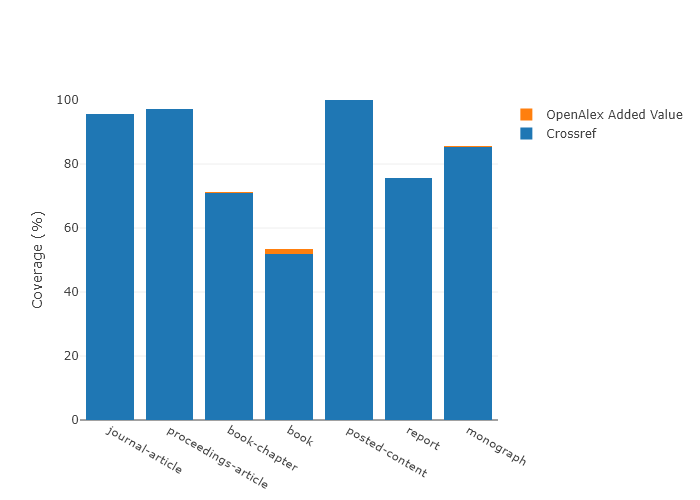 100
80
60
40
20
0
Coverage (%)
journal-article
proceedings-article
book-chapter
book
posted-content
report
monograph
OpenAlex Added Value
Crossref